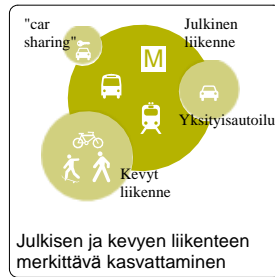 "car
sharing"
Julkinen
liikenne
M
Yksityisautoilu
Kevyt
liikenne
Julkisen ja kevyen liikenteen
merkittävä kasvattaminen